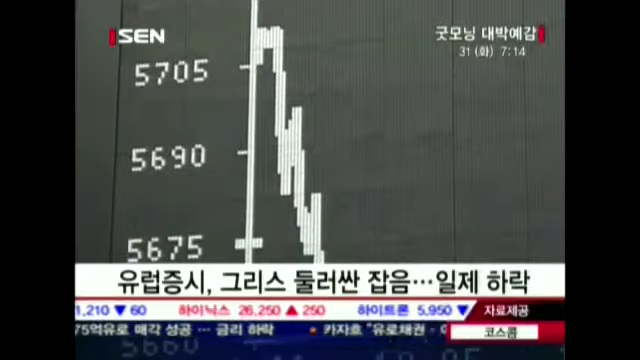 SEN
굿모닝 대박예감
31 (화) 7:14
5705
5690
5675
유럽증시, 그리스 둘러싼 잡음…일제 하락
1,210 ▼ 60 하이닉스 26,250 ▲ 250 하이트론 5,950 ▼
자료제공
75억유로 매각 성공 … 금리 하락 카자흐 "유로채권 -
코스콤
5660